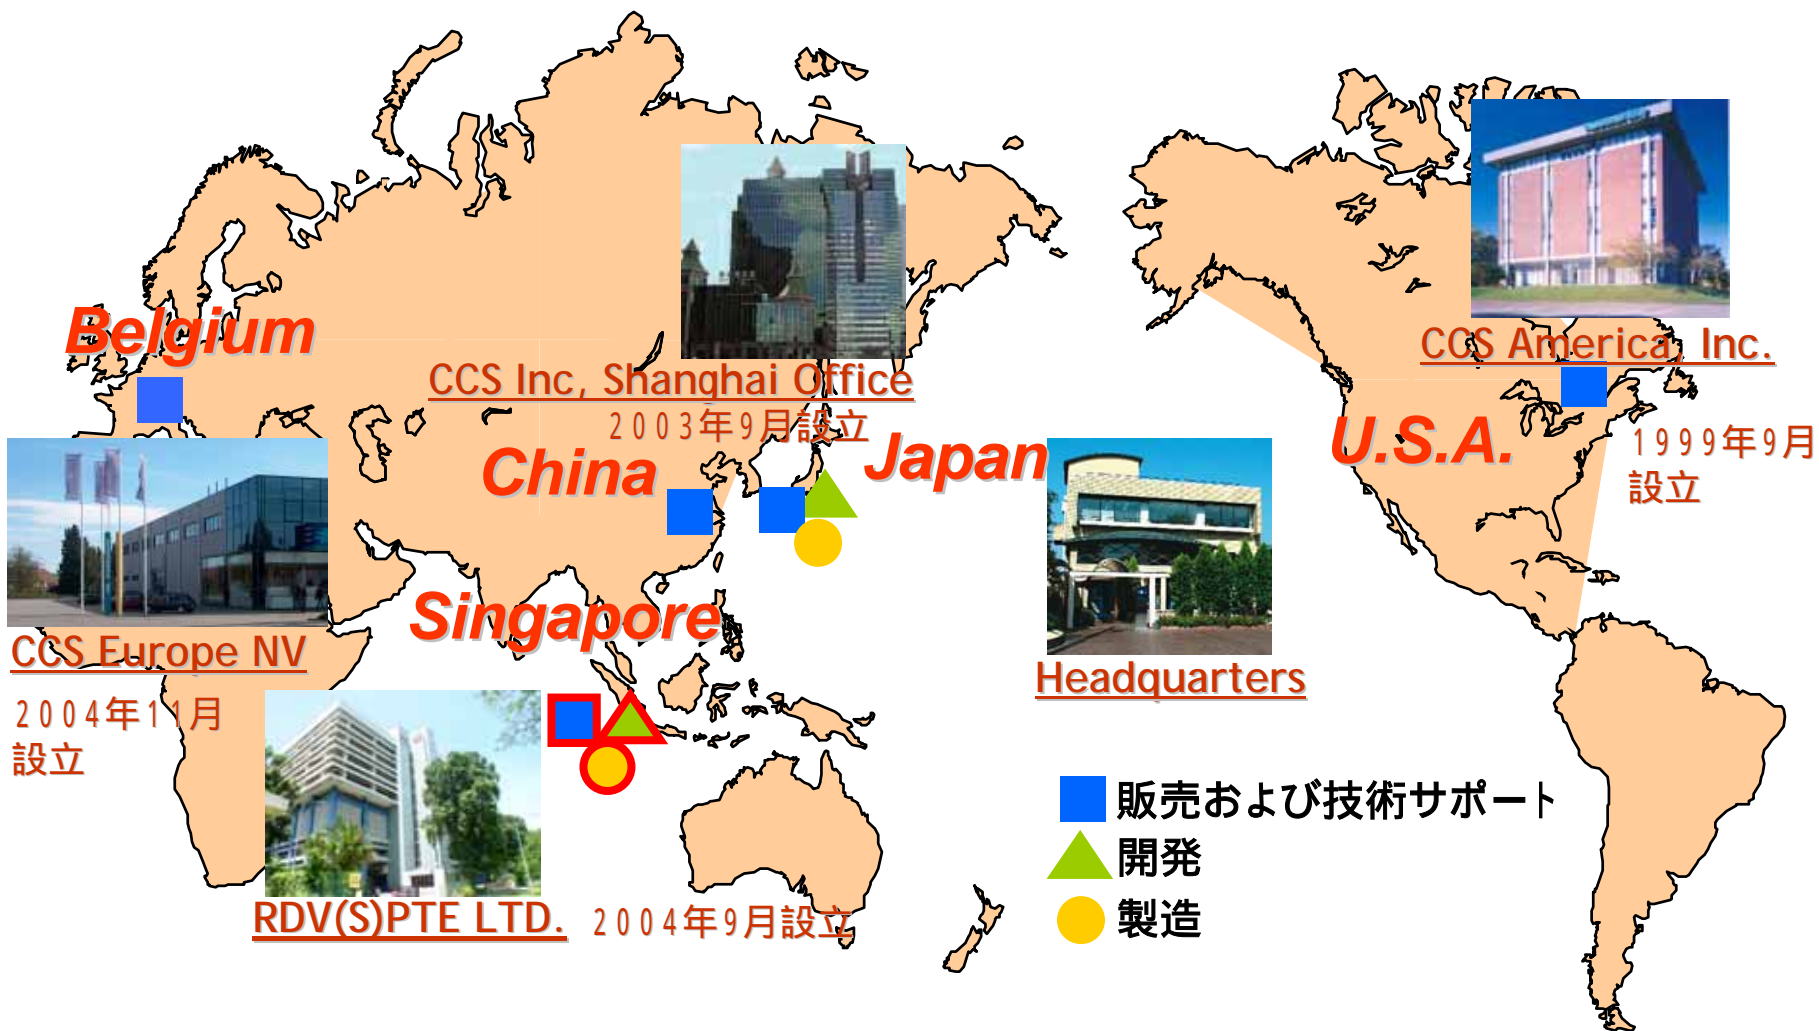 Belgium
CCS Inc, Shanghai Office
2003年9月設立
CCS America, Inc.
U.S.A.
1999年9月
設立
China
Japan
Singapore
CCS Europe NV
2004年11月
設立
Headquarters
RDV(S)PTE LTD.
2004年9月設立
販売および技術サポート
開発
製造